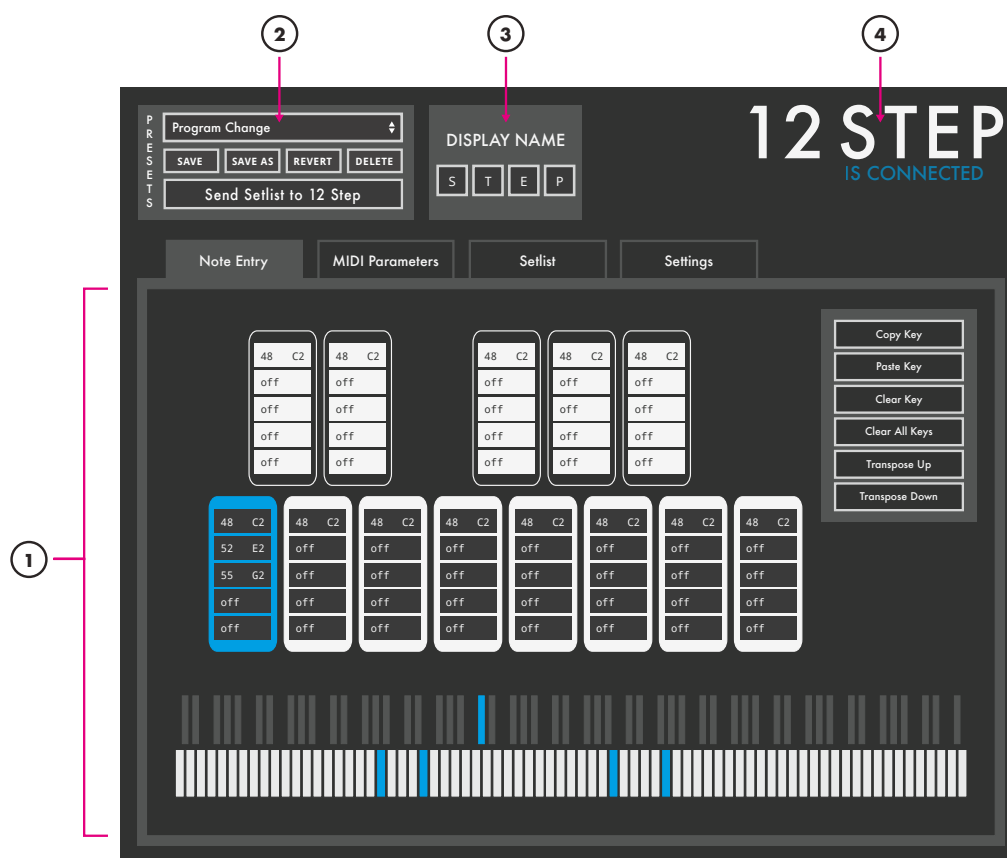 2
3
4
PRESETS
Program Change
SAVE SAVE AS REVERT DELETE
Send Setlist to 12 Step
DISPLAY NAME
S T E P
12 STEP
IS CONNECTED
Note Entry MIDI Parameters Setlist Settings
48 C2 48 C2 48 C2 48 C2 48 C2
off off off off off
off off off off off
off off off off off
off off off off off
Copy Key
Paste Key
Clear Key
Clear All Keys
Transpose Up
Transpose Down
1
48 C2 48 C2 48 C2 48 C2 48 C2 48 C2 48 C2 48 C2
52 E2 off off off off off off off
55 G2 off off off off off off off
off off off off off off off off
off off off off off off off off